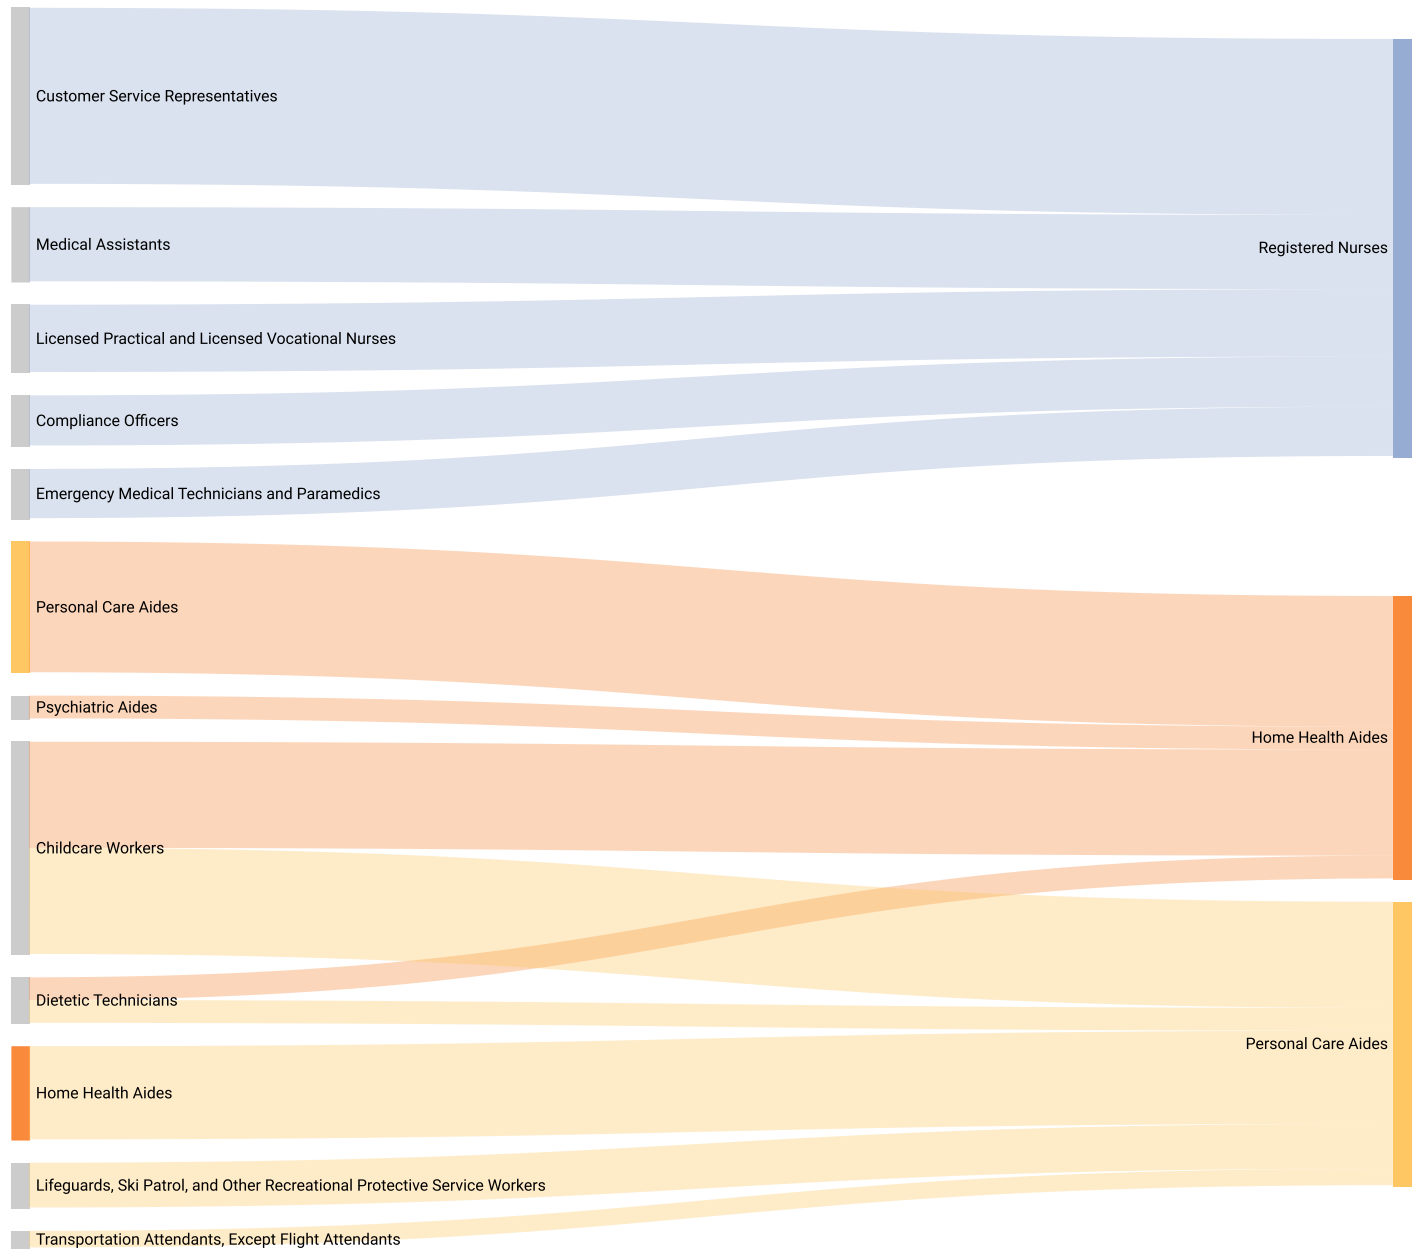 Customer Service Representatives
Medical Assistants
Registered Nurses
Licensed Practical and Licensed Vocational Nurses
Compliance Officers
Emergency Medical Technicians and Paramedics
Personal Care Aides
Psychiatric Aides
Home Health Aides
Childcare Workers
Dietetic Technicians
Personal Care Aides
Home Health Aides
Lifeguards, Ski Patrol, and Other Recreational Protective Service Workers
Transportation Attendants, Except Flight Attendants